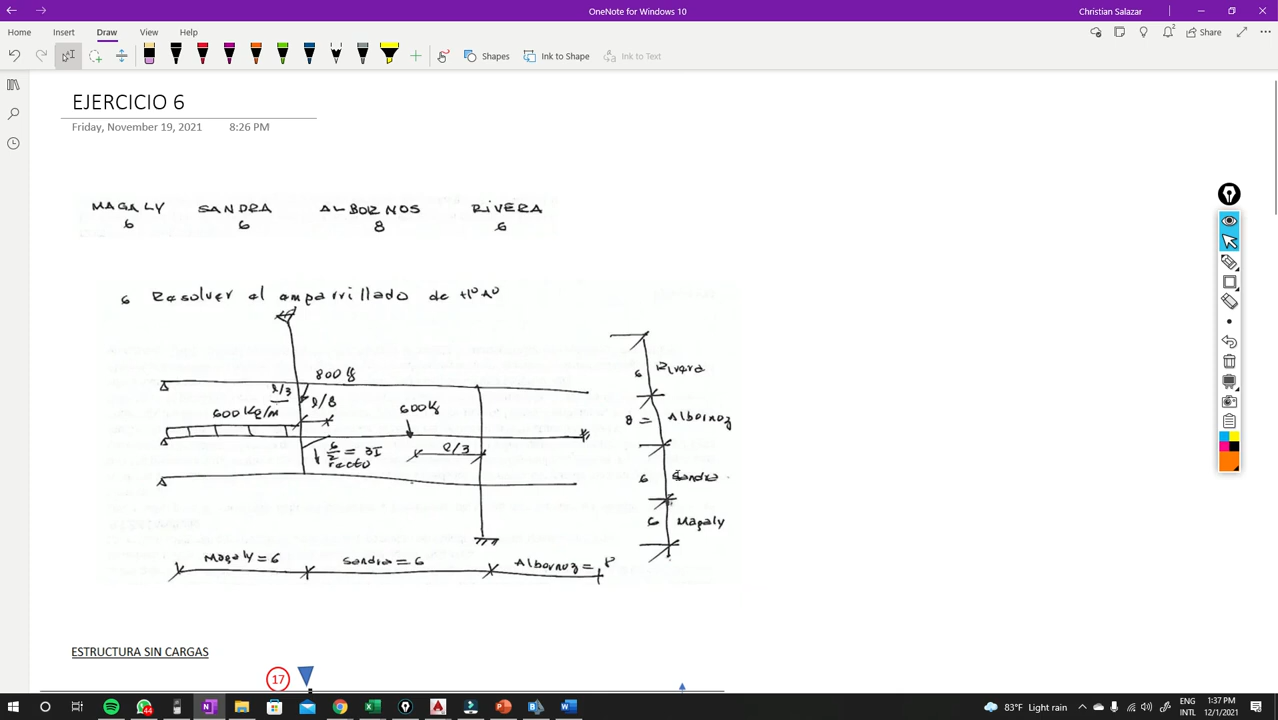 OneNote for Windows 10
Christian Salazar
Home Insert Draw View Help
Share
Shapes
Ink to Shape
Ink to Text
EJERCICIO 6
Friday, November 19, 2021 8:26 PM
MAGALY SANDRA ALBORNOS RIVERA
6 6 8 6
6 Resolver el emparrillado de H°A°
800 kg
l/3
l/8
600 Kg/m
600 Kg
6/2 = 3I
recto
l/3
6 Rivera
8 = Albornoz
6 Sandra
6 Magaly
Magaly = 6 Sandra = 6 Albornoz = 8
ESTRUCTURA SIN CARGAS
17
44
83°F Light rain
ENG
INTL
1:37 PM
12/1/2021
2